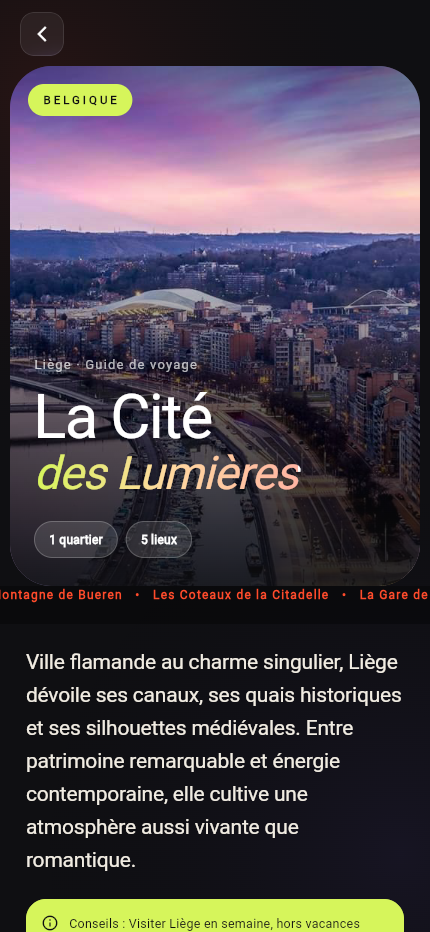 BELGIQUE
Liège · Guide de voyage
La Cité
des Lumières
1 quartier
5 lieux
ontagne de Bueren • Les Coteaux de la Citadelle • La Gare de
Ville flamande au charme singulier, Liège
dévoile ses canaux, ses quais historiques
et ses silhouettes médiévales. Entre
patrimoine remarquable et énergie
contemporaine, elle cultive une
atmosphère aussi vivante que
romantique.
Conseils : Visiter Liège en semaine, hors vacances